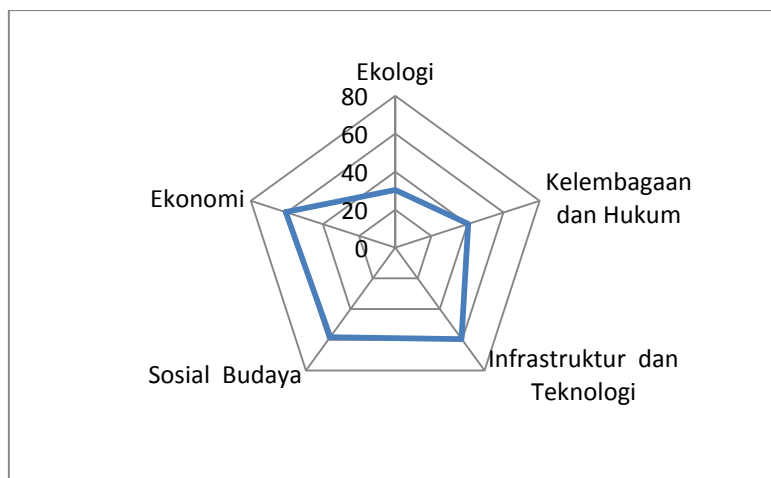 Ekologi
80
60
40
20
0
Kelembagaan
dan Hukum
Infrastruktur dan
Teknologi
Sosial Budaya
Ekonomi